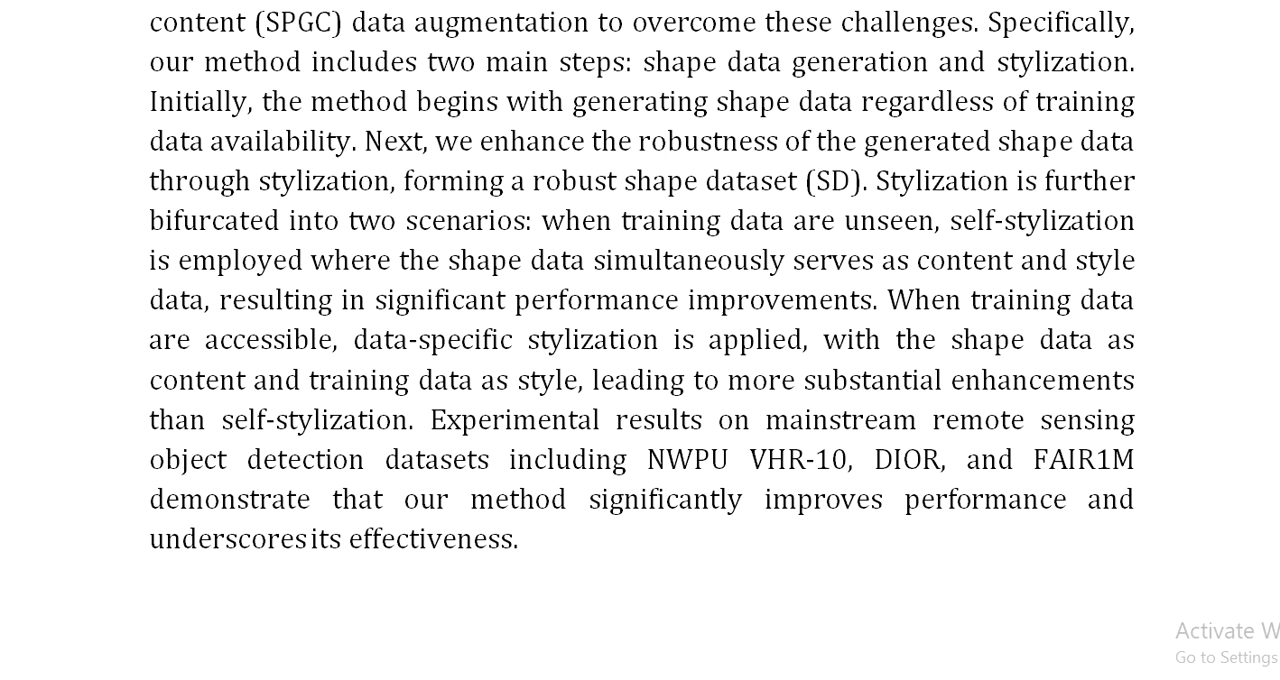 content (SPGC) data augmentation to overcome these challenges. Specifically,
our method includes two main steps: shape data generation and stylization.
Initially, the method begins with generating shape data regardless of training
data availability. Next, we enhance the robustness of the generated shape data
through stylization, forming a robust shape dataset (SD). Stylization is further
bifurcated into two scenarios: when training data are unseen, self-stylization
is employed where the shape data simultaneously serves as content and style
data, resulting in significant performance improvements. When training data
are accessible, data-specific stylization is applied, with the shape data as
content and training data as style, leading to more substantial enhancements
than self-stylization. Experimental results on mainstream remote sensing
object detection datasets including NWPU VHR-10, DIOR, and FAIR1M
demonstrate that our method significantly improves performance and
underscores its effectiveness.
Activate W
Go to Settings